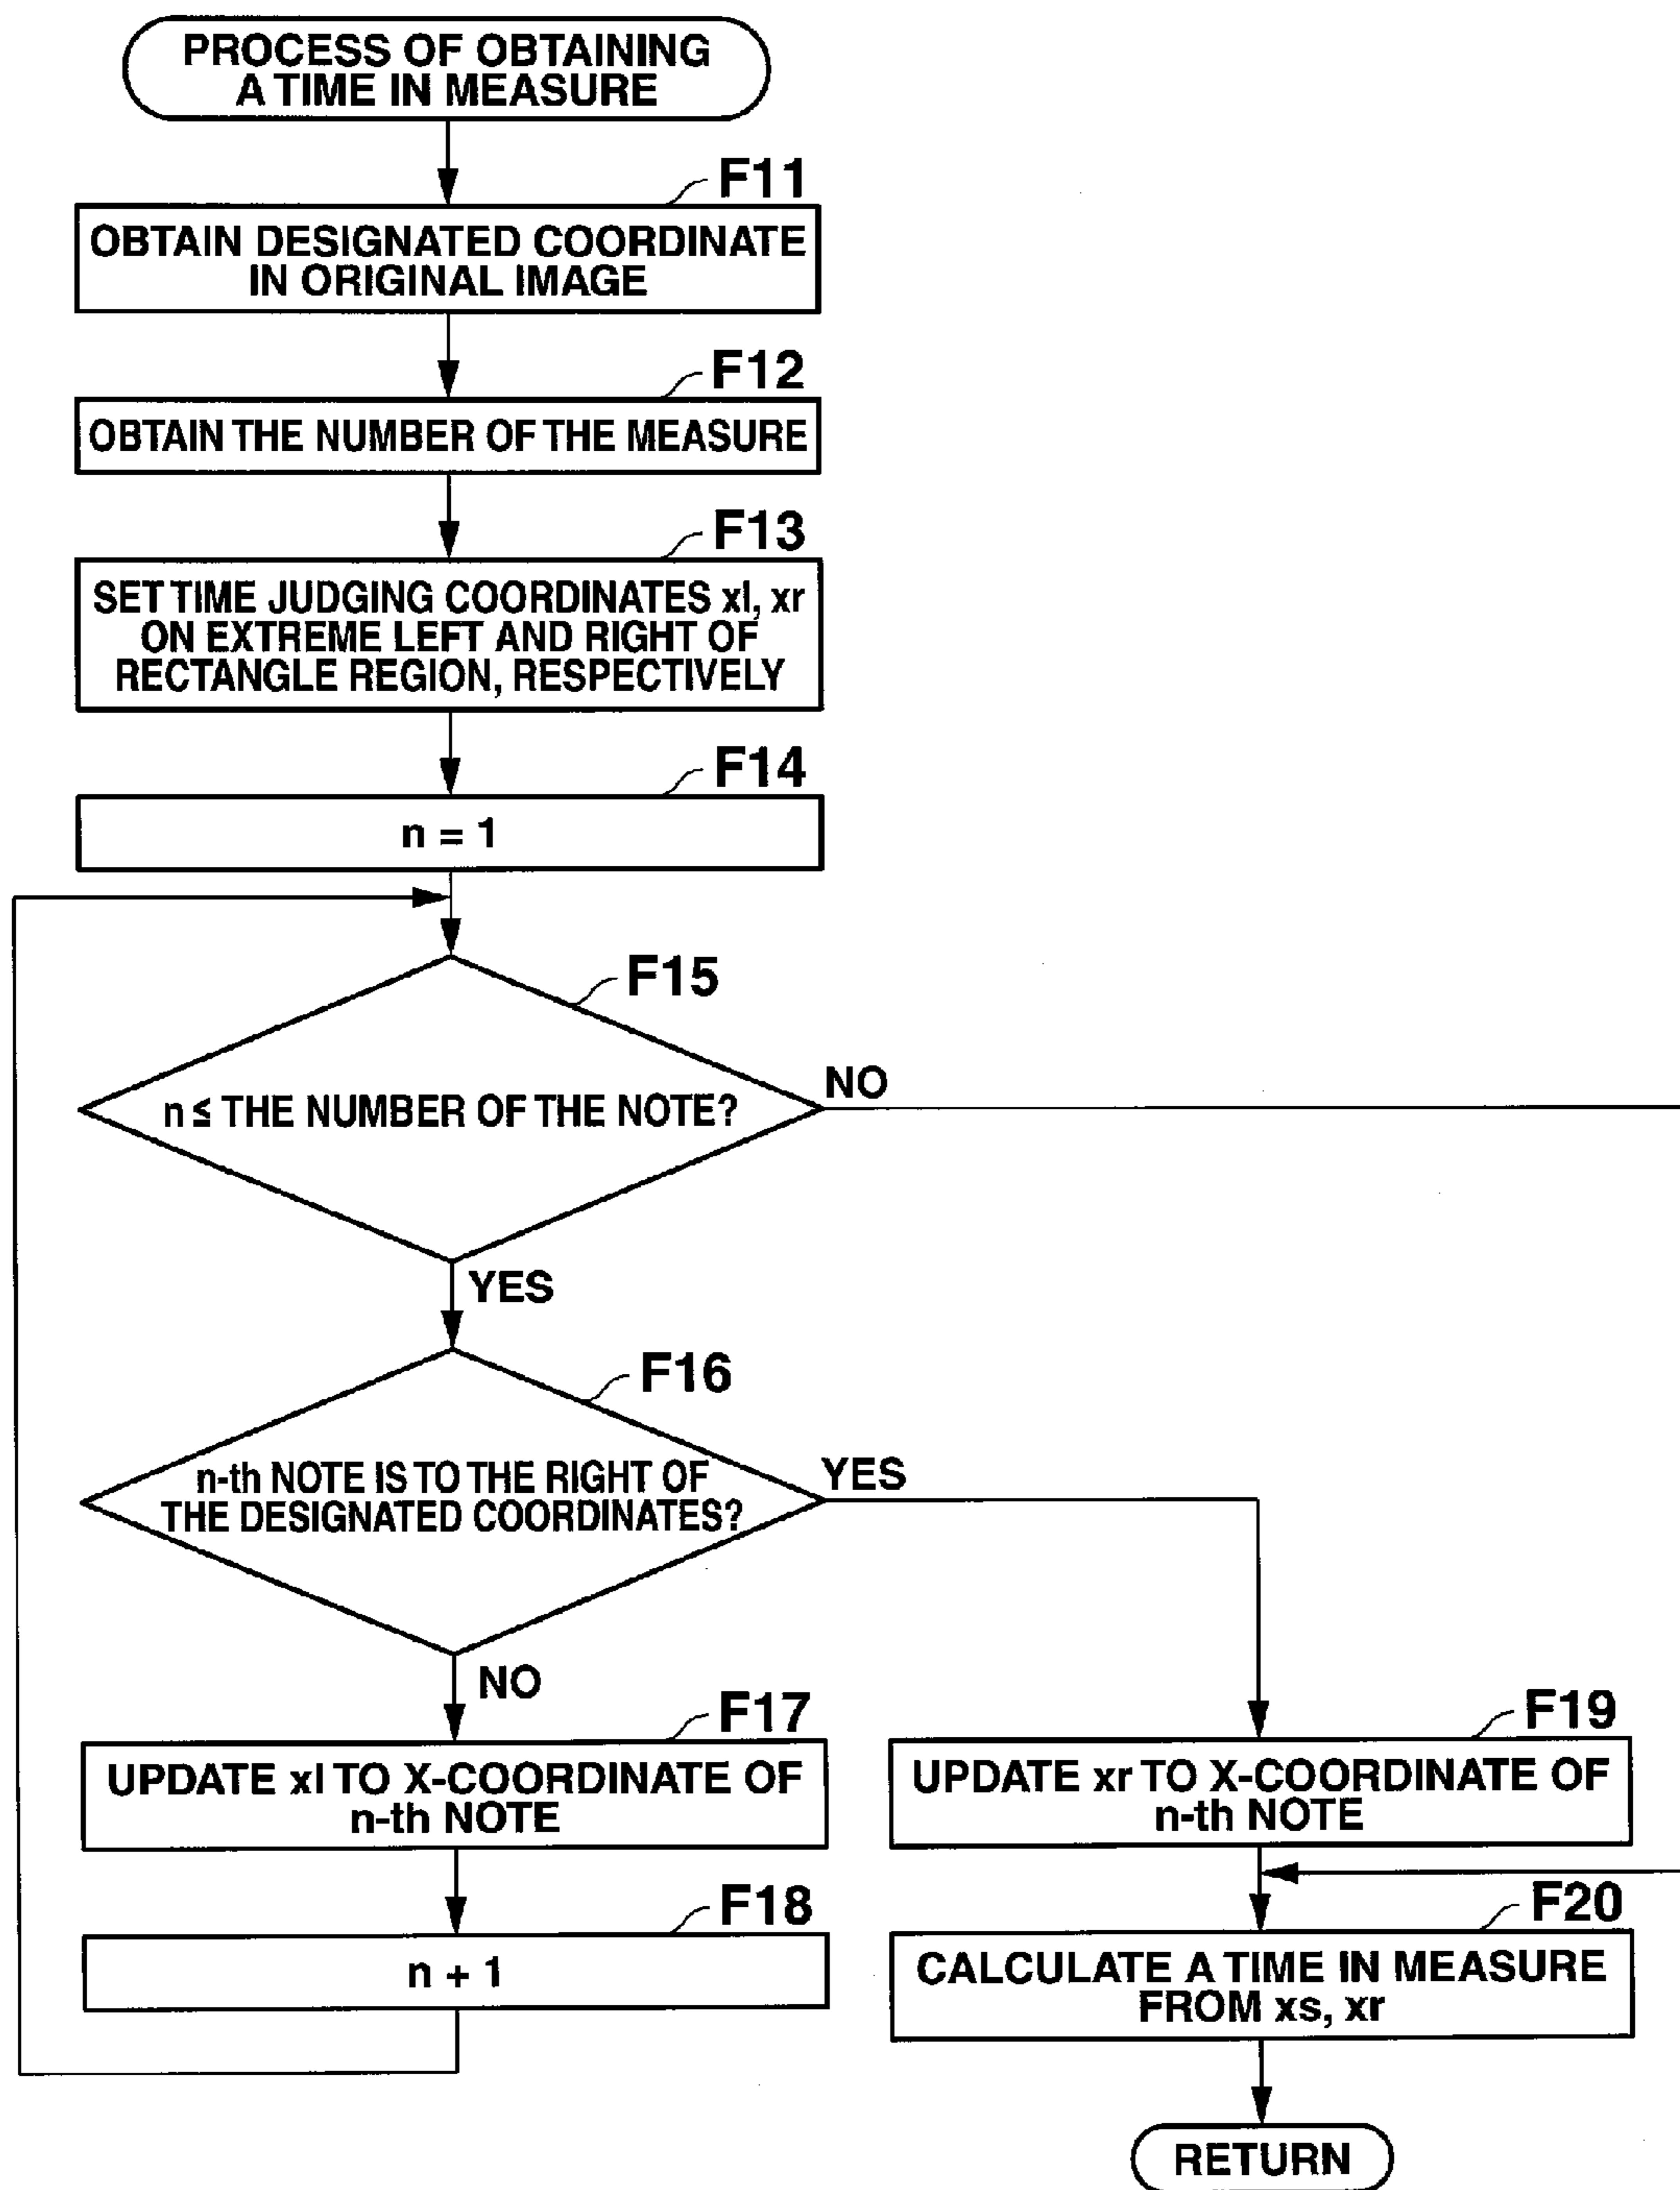 PROCESS OF OBTAINING
A TIME IN MEASURE
F11
OBTAIN DESIGNATED COORDINATE
IN ORIGINAL IMAGE
F12
OBTAIN THE NUMBER OF THE MEASURE
F13
SET TIME JUDGING COORDINATES xl, xr
ON EXTREME LEFT AND RIGHT OF
RECTANGLE REGION, RESPECTIVELY
F14
n = 1
F15
n ≤ THE NUMBER OF THE NOTE?
NO
YES
F16
n-th NOTE IS TO THE RIGHT OF
THE DESIGNATED COORDINATES?
YES
NO
F17
UPDATE xl TO X-COORDINATE OF
n-th NOTE
F18
n + 1
F19
UPDATE xr TO X-COORDINATE OF
n-th NOTE
F20
CALCULATE A TIME IN MEASURE
FROM xs, xr
RETURN